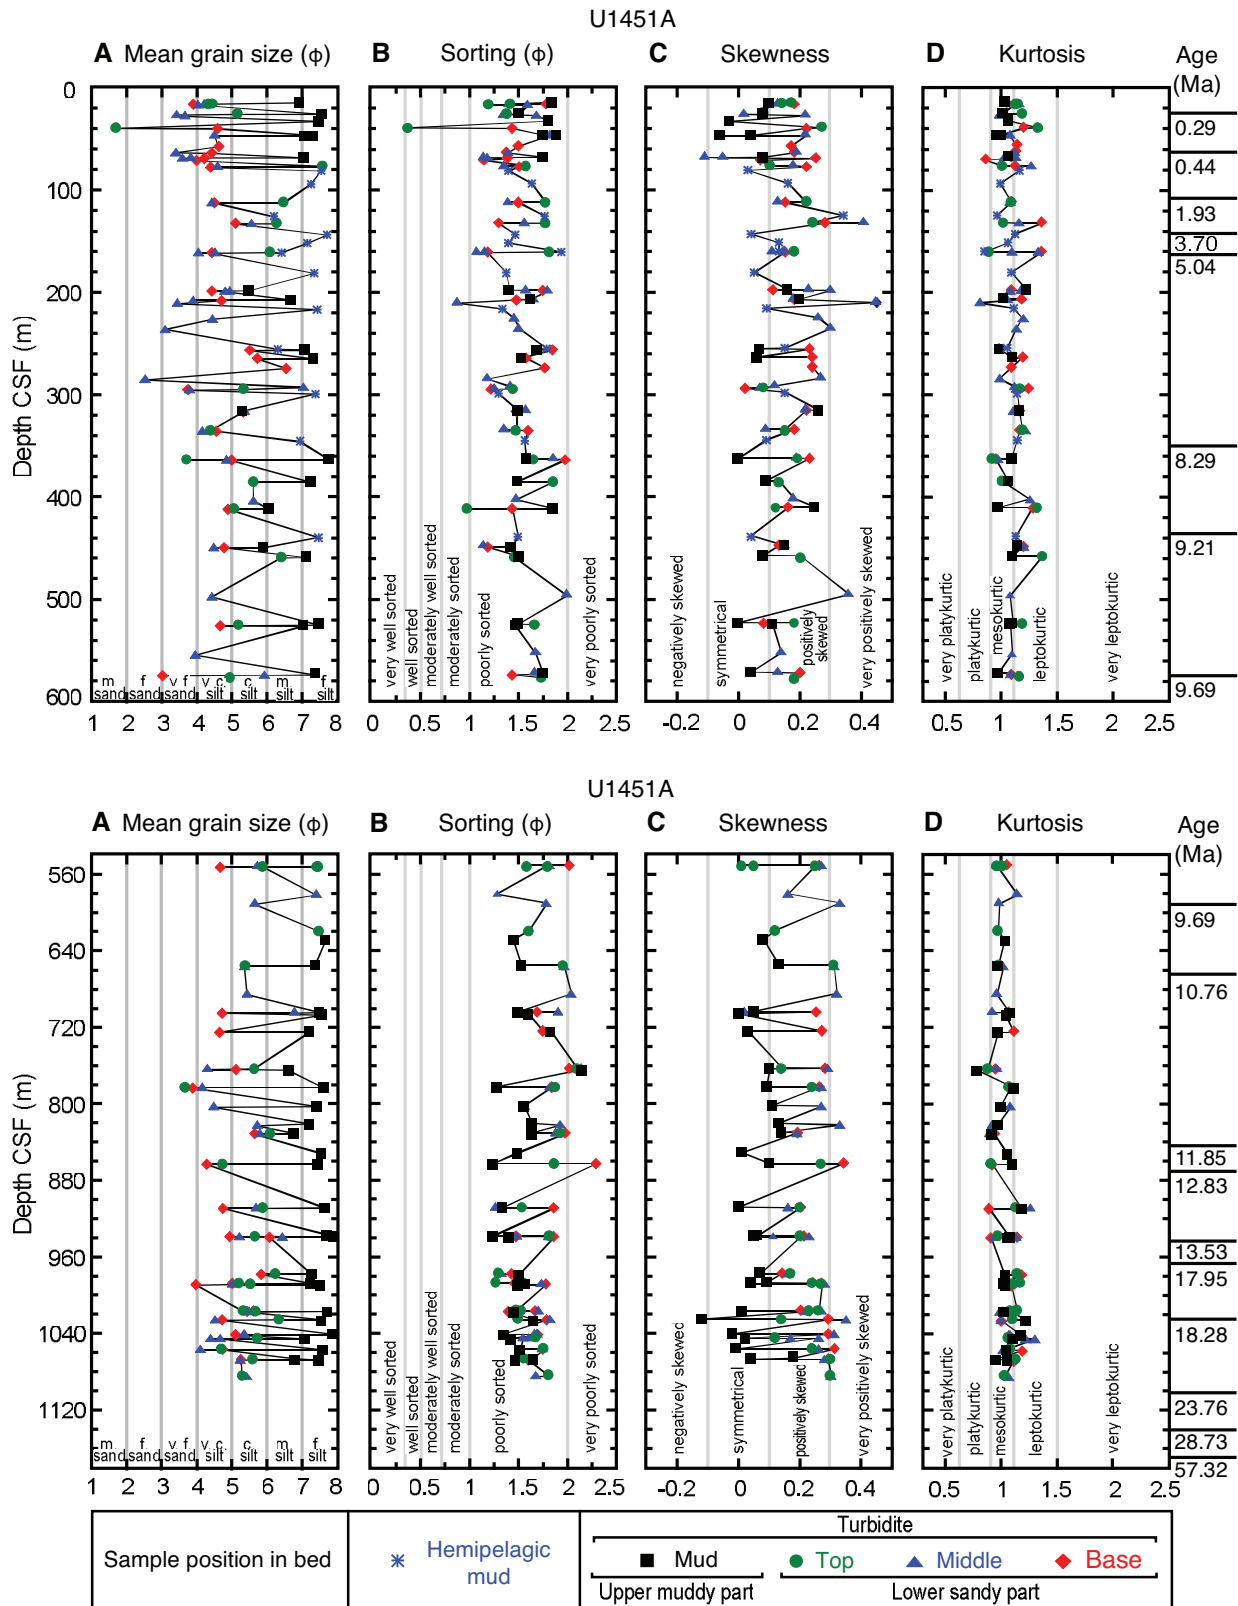 U1451A
A Mean grain size (ϕ)
B Sorting (ϕ)
C Skewness
D Kurtosis
Age
(Ma)
Depth CSF (m)
0
100
200
300
400
500
600
m. sand
f. sand
v. f. sand
v. c. silt
c. silt
m. silt
f. silt
1 2 3 4 5 6 7 8
very well sorted
well sorted
moderately well sorted
moderately sorted
poorly sorted
very poorly sorted
0 0.5 1 1.5 2 2.5
negatively skewed
symmetrical
positively
skewed
very positively skewed
-0.2 0 0.2 0.4
very platykurtic
platykurtic
mesokurtic
leptokurtic
very leptokurtic
0.5 1 1.5 2 2.5
0.29
0.44
1.93
3.70
5.04
8.29
9.21
9.69
U1451A
A Mean grain size (ϕ)
B Sorting (ϕ)
C Skewness
D Kurtosis
Age
(Ma)
Depth CSF (m)
560
640
720
800
880
960
1040
1120
m. sand
f. sand
v. f. sand
v. c. silt
c. silt
m. silt
f. silt
1 2 3 4 5 6 7 8
very well sorted
well sorted
moderately well sorted
moderately sorted
poorly sorted
very poorly sorted
0 0.5 1 1.5 2 2.5
negatively skewed
symmetrical
positively skewed
very positively skewed
-0.2 0 0.2 0.4
very platykurtic
platykurtic
mesokurtic
leptokurtic
very leptokurtic
0.5 1 1.5 2 2.5
9.69
10.76
11.85
12.83
13.53
17.95
18.28
23.76
28.73
57.32
Sample position in bed
Hemipelagic
mud
Turbidite
Mud
Top
Middle
Base
Upper muddy part
Lower sandy part